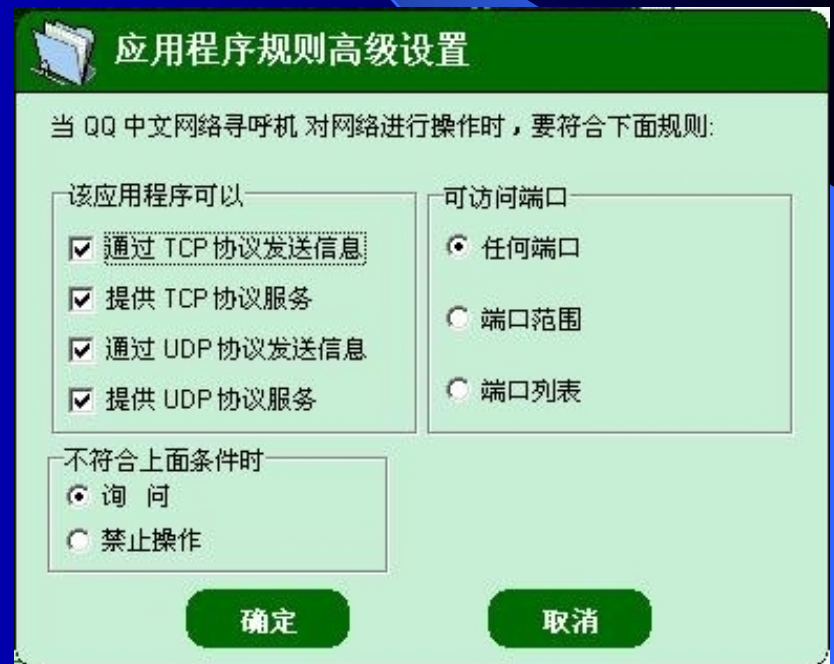 应用程序规则高级设置
当 QQ 中文网络寻呼机 对网络进行操作时，要符合下面规则:
该应用程序可以
通过 TCP 协议发送信息
提供 TCP 协议服务
通过 UDP 协议发送信息
提供 UDP 协议服务
可访问端口
任何端口
端口范围
端口列表
不符合上面条件时
询 问
禁止操作
确定
取消